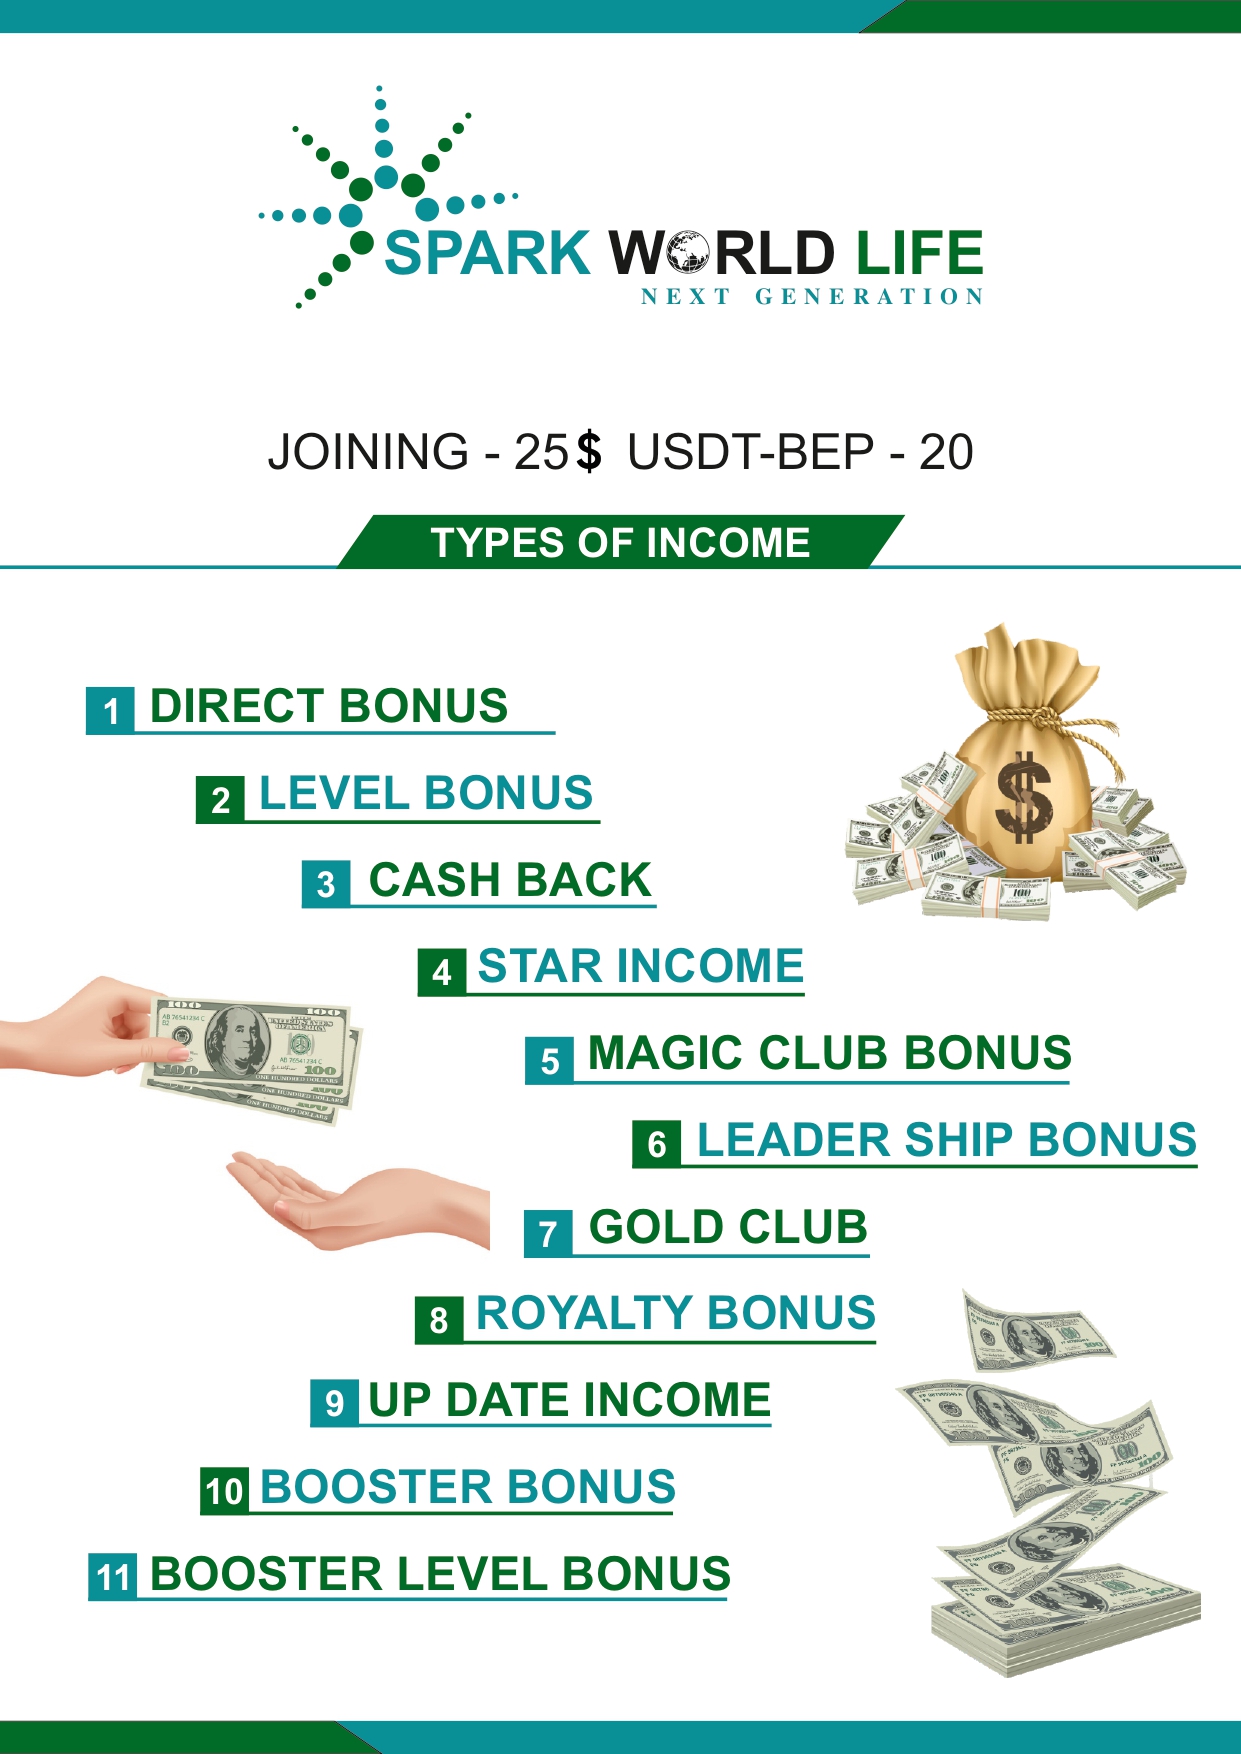 SPARK WORLD LIFE
NEXT GENERATION
JOINING - 25$ USDT-BEP - 20
TYPES OF INCOME
1 DIRECT BONUS
2 LEVEL BONUS
3 CASH BACK
4 STAR INCOME
5 MAGIC CLUB BONUS
6 LEADER SHIP BONUS
7 GOLD CLUB
8 ROYALTY BONUS
9 UP DATE INCOME
10 BOOSTER BONUS
11 BOOSTER LEVEL BONUS